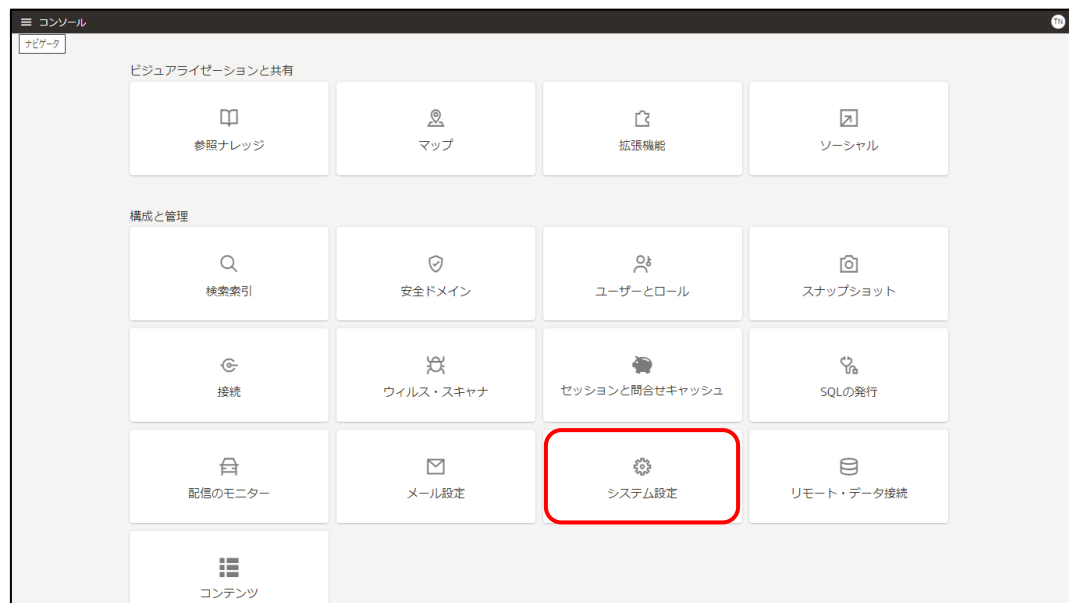 コンソール
TN
ナビゲータ
ビジュアライゼーションと共有
参照ナレッジ
マップ
拡張機能
ソーシャル
構成と管理
検索索引
安全ドメイン
ユーザーとロール
スナップショット
接続
ウィルス・スキャナ
セッションと問合せキャッシュ
SQLの発行
配信のモニター
メール設定
システム設定
リモート・データ接続
コンテンツ